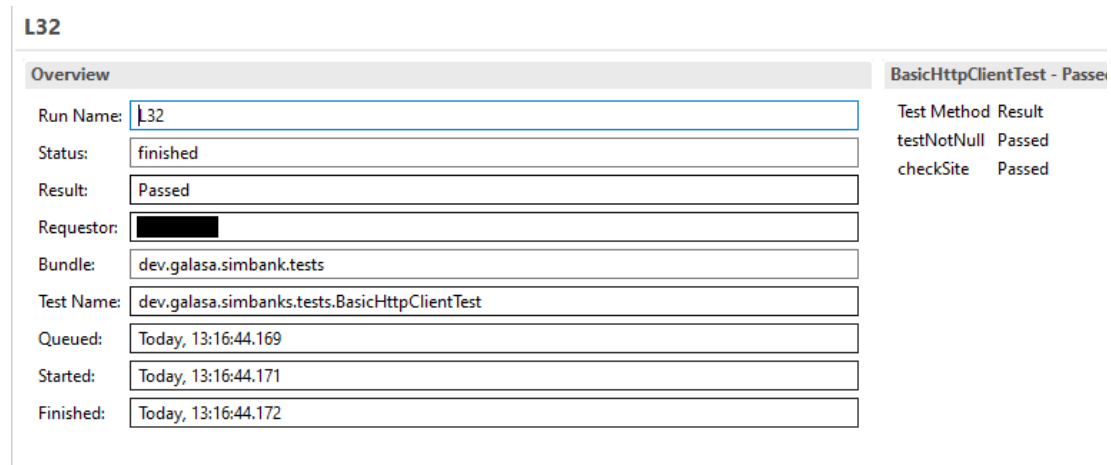 L32
Overview
Run Name: L32
Status: finished
Result: Passed
Requestor:
Bundle: dev.galasa.simbank.tests
Test Name: dev.galasa.simbanks.tests.BasicHttpClientTest
Queued: Today, 13:16:44.169
Started: Today, 13:16:44.171
Finished: Today, 13:16:44.172
BasicHttpClientTest - Passe
Test Method Result
testNotNull Passed
checkSite Passed